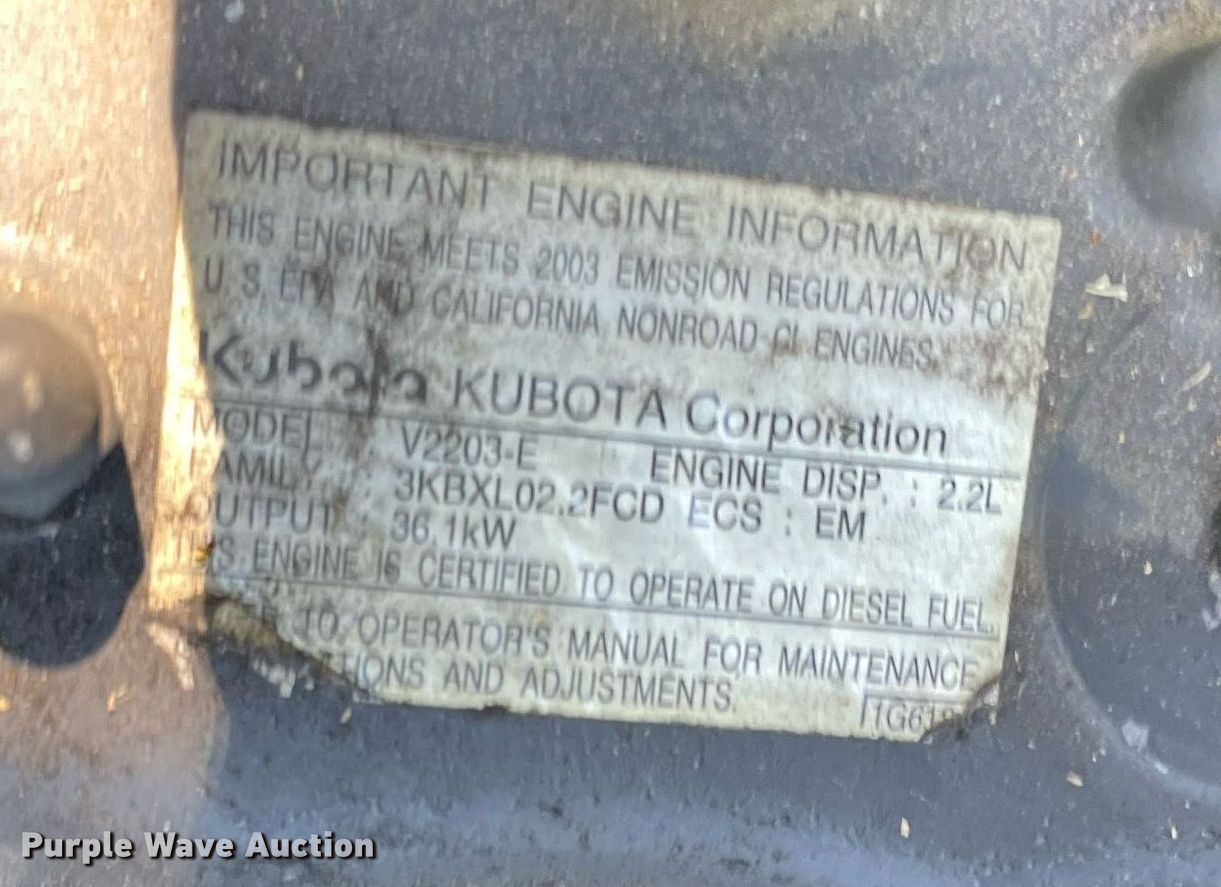 IMPORTANT ENGINE INFORMATION
THIS ENGINE MEETS 2003 EMISSION REGULATIONS FOR
U. S. EPA AND CALIFORNIA NONROAD CI ENGINES.
Kubota KUBOTA Corporation
MODEL : V2203-E ENGINE DISP. : 2.2L
FAMILY : 3KBXL02.2FCD ECS : EM
OUTPUT : 36.1kW
THIS ENGINE IS CERTIFIED TO OPERATE ON DIESEL FUEL.
TO OPERATOR'S MANUAL FOR MAINTENANCE
AND ADJUSTMENTS.
Purple Wave Auction